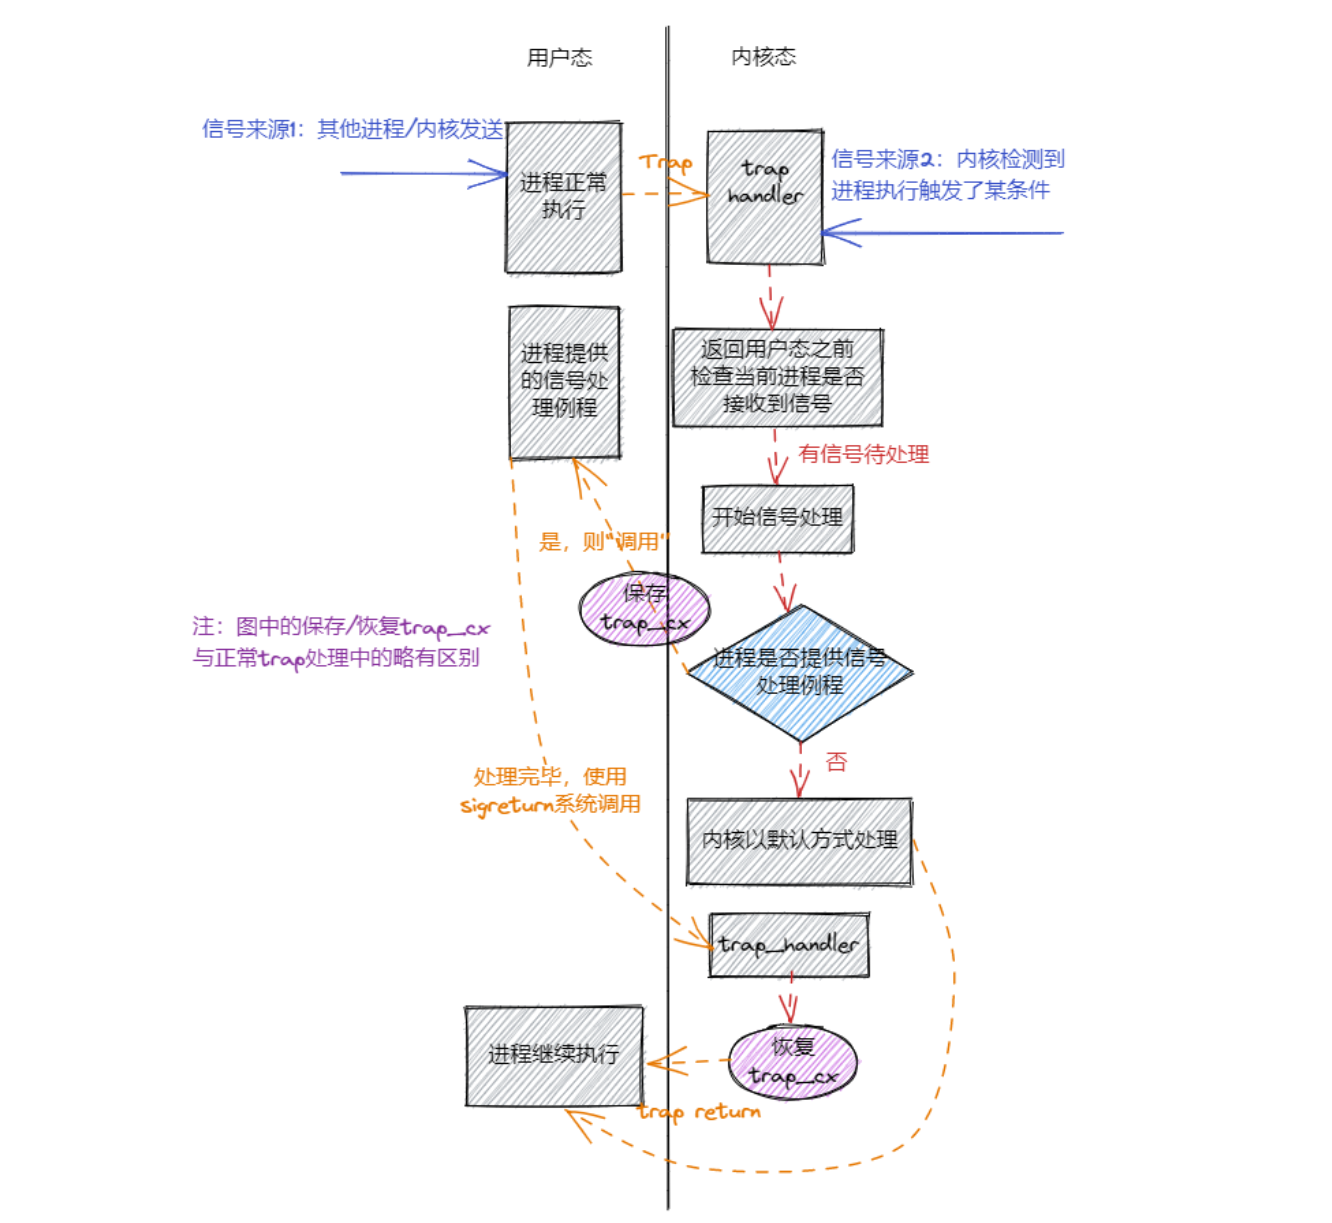 用户态
内核态
信号来源1：其他进程/内核发送
进程正常
执行
Trap
trap
handler
信号来源2：内核检测到
进程执行触发了某条件
进程提供
的信号处
理例程
返回用户态之前
检查当前进程是否
接收到信号
有信号待处理
开始信号处理
是，则“调用”
保存
trap_cx
注：图中的保存/恢复trap_cx
与正常trap处理中的略有区别
进程是否提供信号
处理例程
否
处理完毕，使用
sigreturn系统调用
内核以默认方式处理
trap_handler
进程继续执行
恢复
trap_cx
trap return